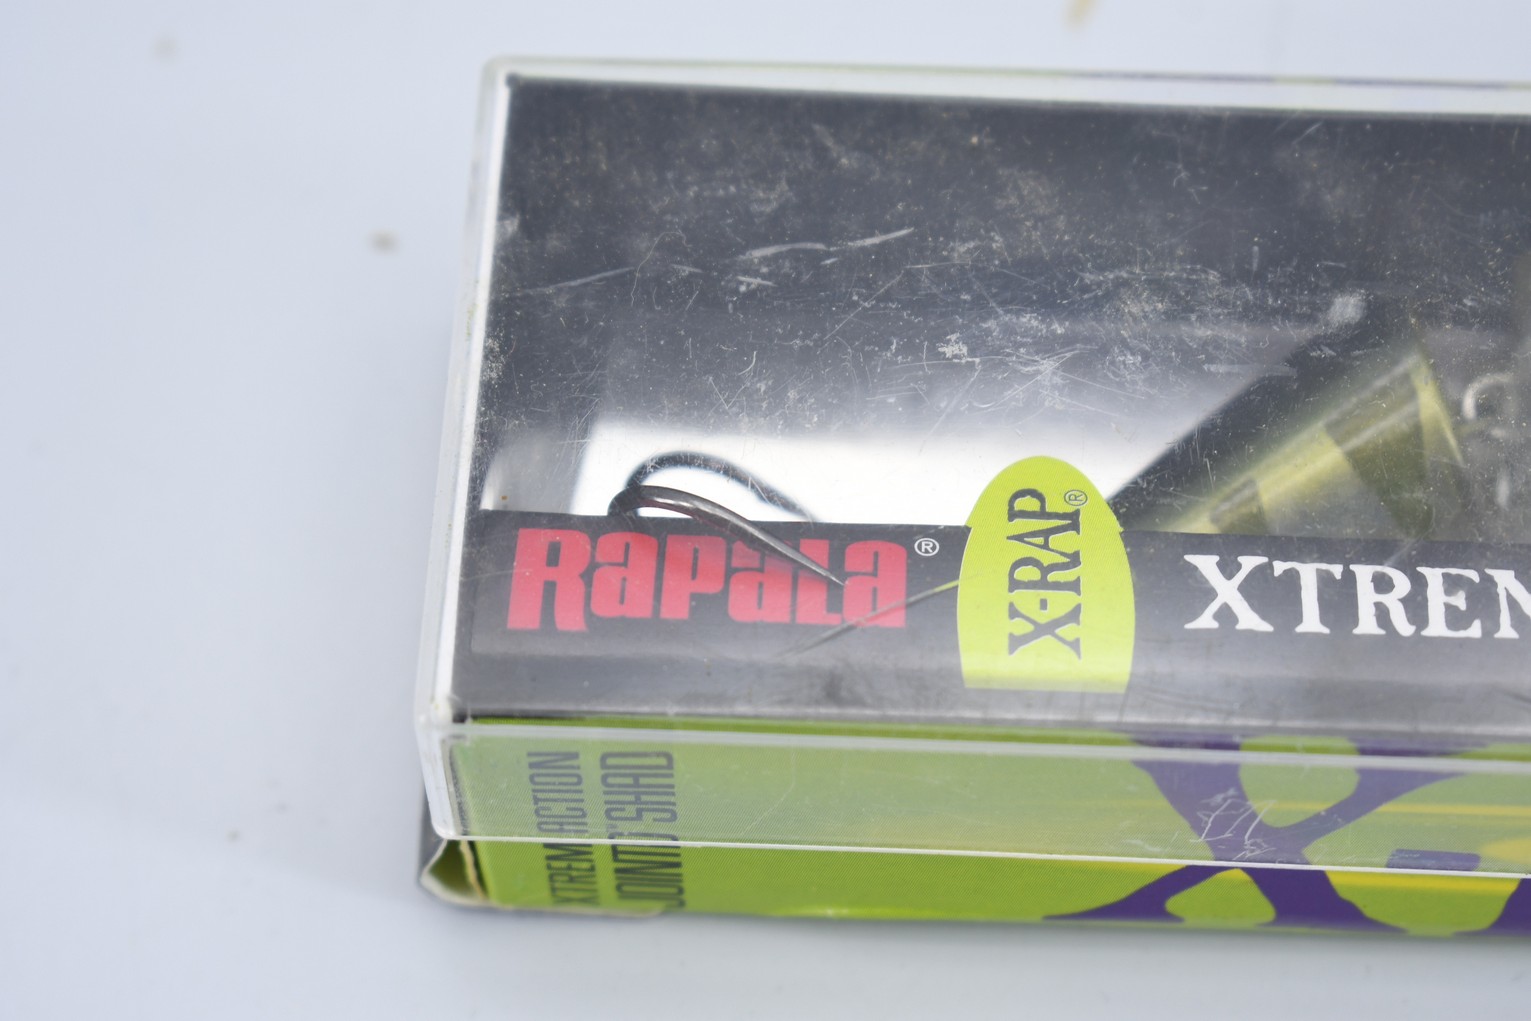 Rapala®
X-RAP®
XTREM
XTREM ACTION
JOINTED SHAD